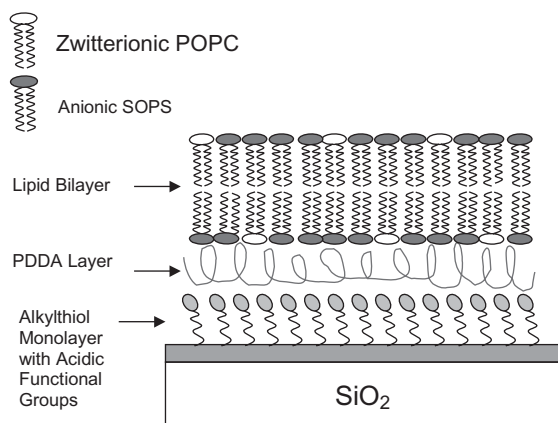 Zwitterionic POPC
Anionic SOPS
Lipid Bilayer
PDDA Layer
Alkylthiol
Monolayer
with Acidic
Functional
Groups
SiO2